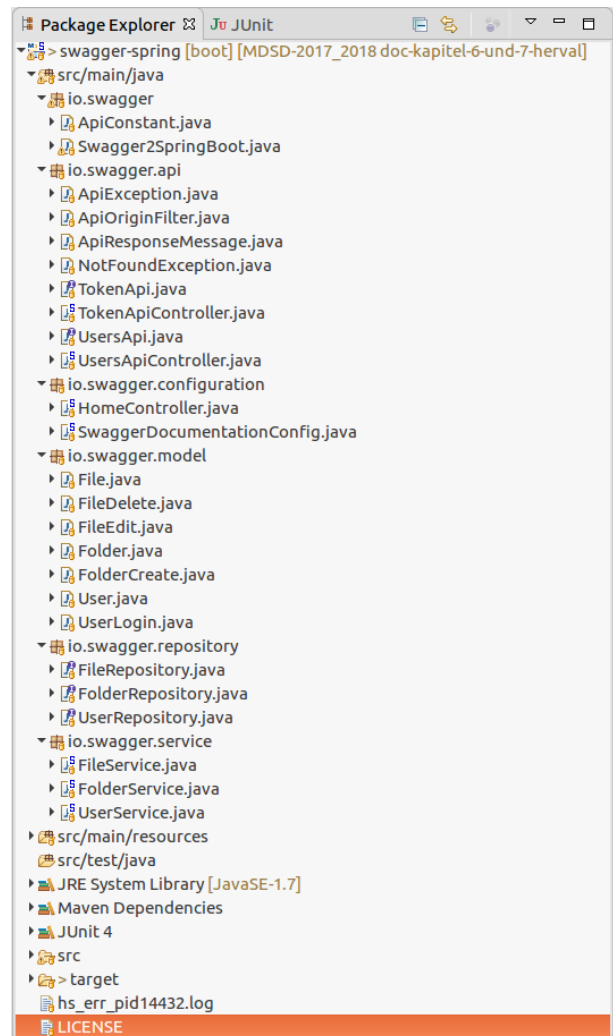 Package Explorer JUnit
> swagger-spring [boot] [MDSD-2017_2018 doc-kapitel-6-und-7-herval]
src/main/java
io.swagger
ApiConstant.java
Swagger2SpringBoot.java
io.swagger.api
ApiException.java
ApiOriginFilter.java
ApiResponseMessage.java
NotFoundException.java
TokenApi.java
TokenApiController.java
UsersApi.java
UsersApiController.java
io.swagger.configuration
HomeController.java
SwaggerDocumentationConfig.java
io.swagger.model
File.java
FileDelete.java
FileEdit.java
Folder.java
FolderCreate.java
User.java
UserLogin.java
io.swagger.repository
FileRepository.java
FolderRepository.java
UserRepository.java
io.swagger.service
FileService.java
FolderService.java
UserService.java
src/main/resources
src/test/java
JRE System Library [JavaSE-1.7]
Maven Dependencies
JUnit 4
src
> target
hs_err_pid14432.log
LICENSE